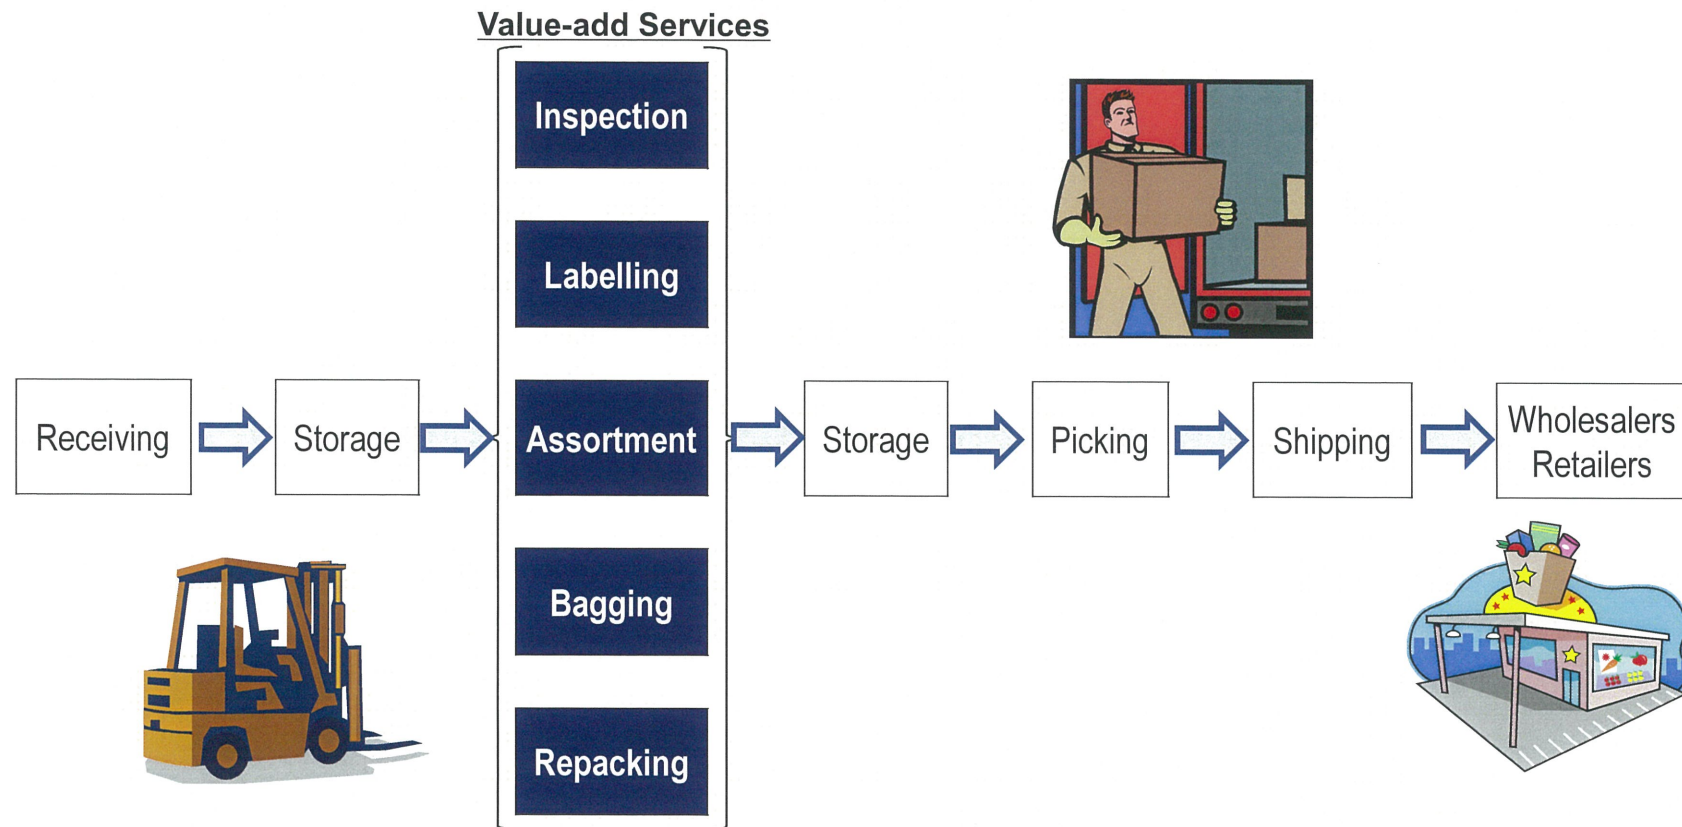 Value-add Services
Inspection
Labelling
Assortment
Bagging
Repacking
Receiving
Storage
Storage
Picking
Shipping
Wholesalers
Retailers